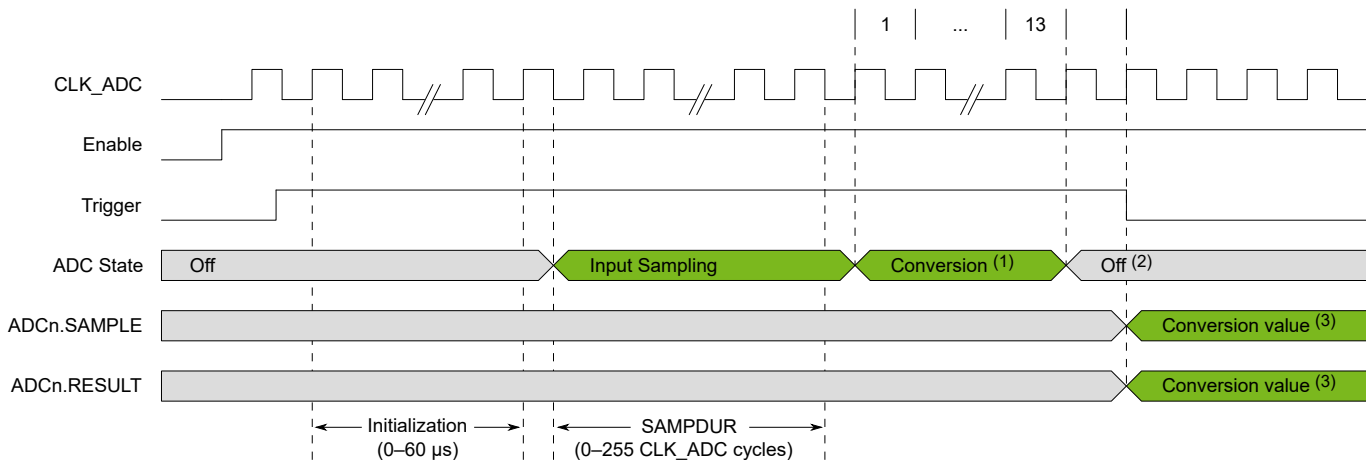 1 ... 13
CLK_ADC
Enable
Trigger
ADC State Off Input Sampling Conversion (1) Off (2)
ADCn.SAMPLE Conversion value (3)
ADCn.RESULT Conversion value (3)
Initialization SAMPDUR
(0–60 µs) (0–255 CLK_ADC cycles)